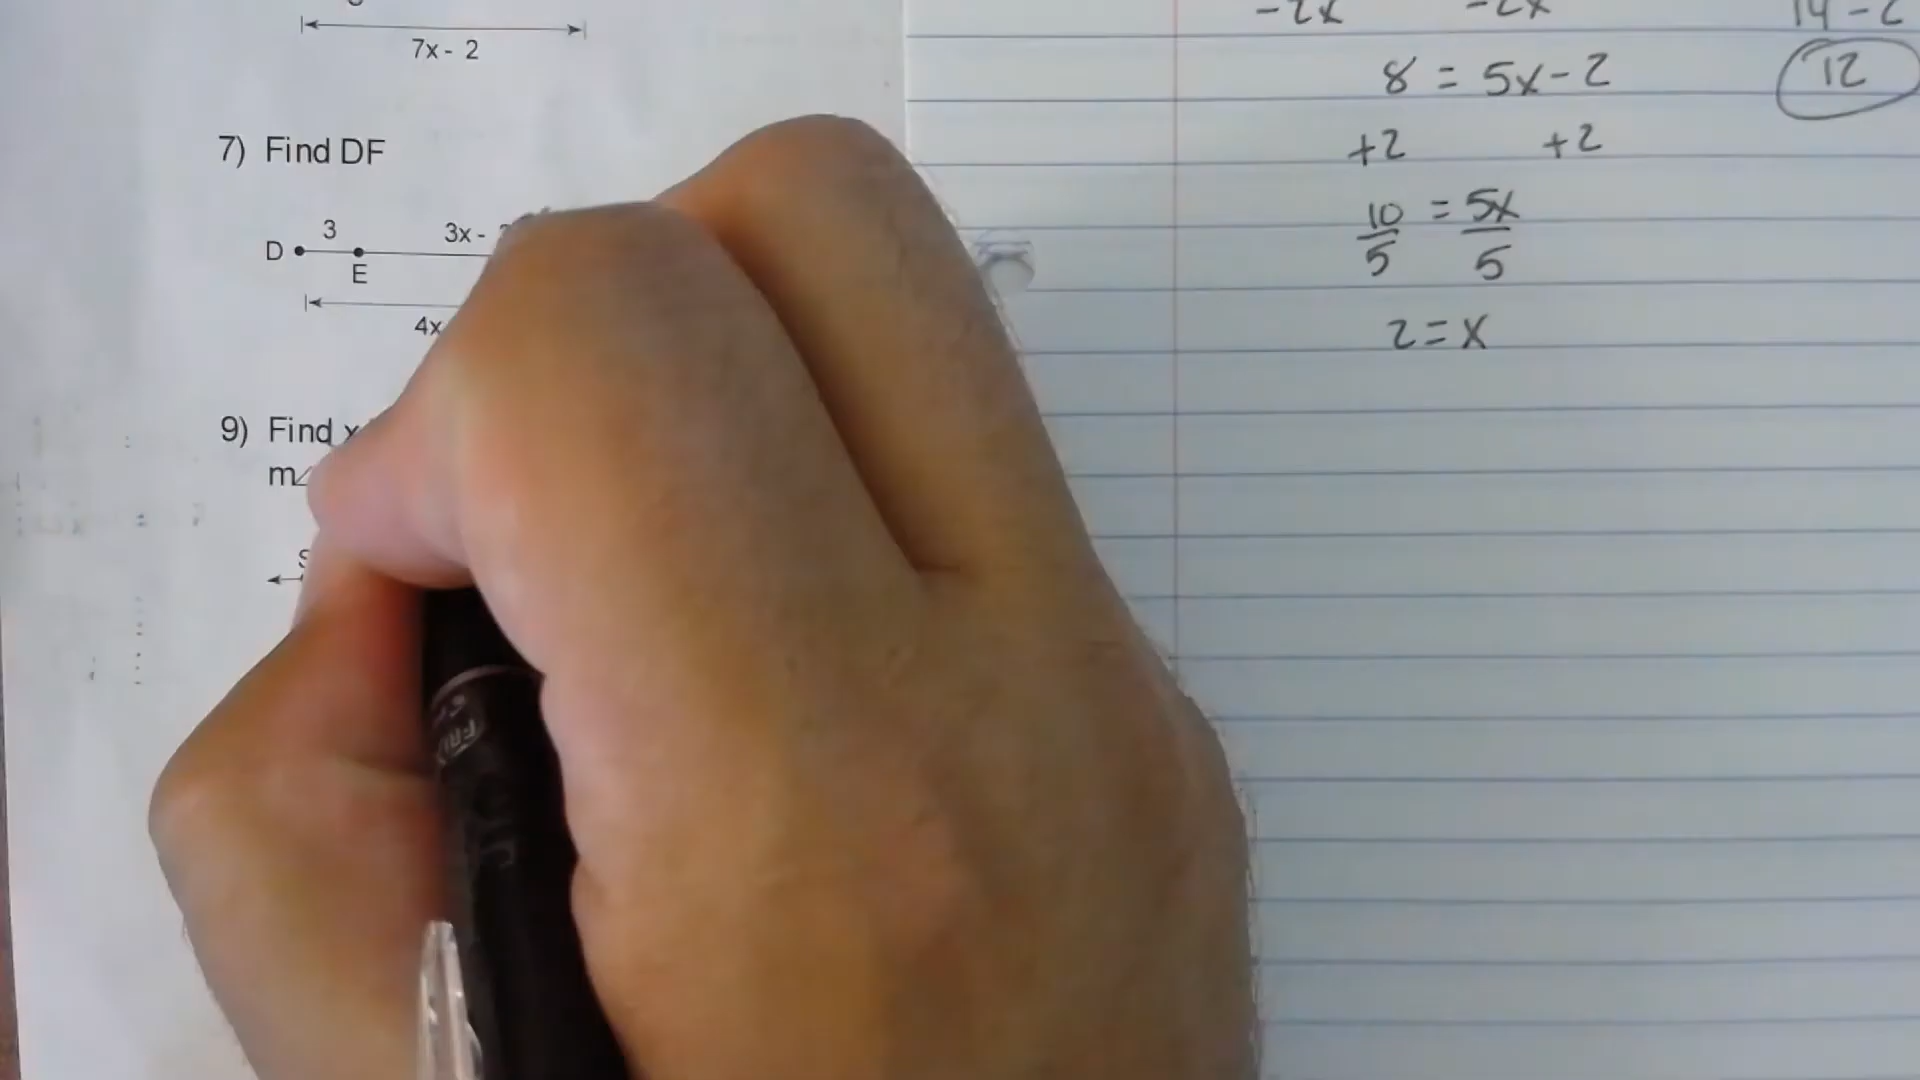 7x - 2
7) Find DF
D 3 3x -
E
4x
9) Find x
m∠
S
-2x -2x 14-2
8 = 5x-2 12
+2 +2
10 = 5x
5 5
2 = x